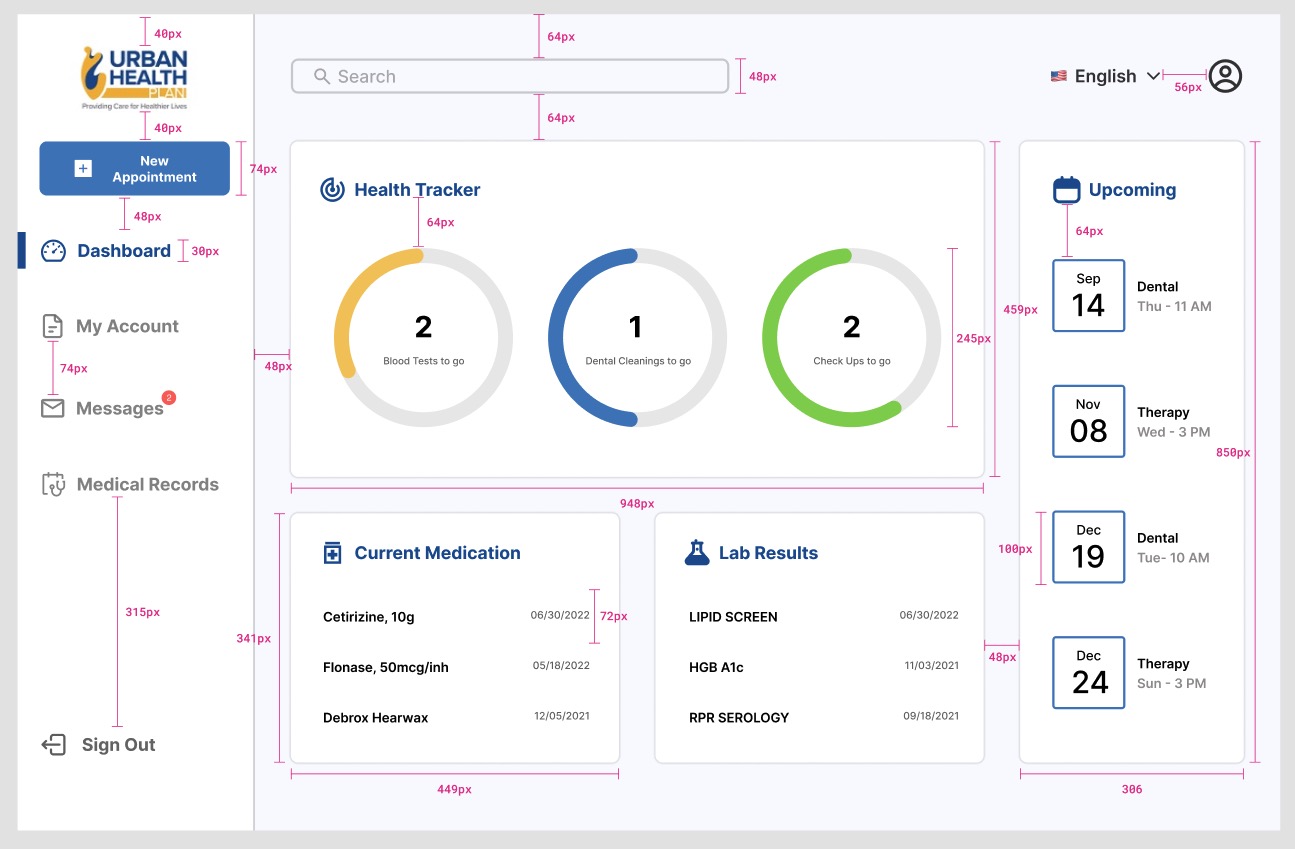 40px
URBAN
HEALTH
PLAN
Providing Care for Healthier Lives
40px
New
Appointment
74px
48px
Dashboard
30px
My Account
74px
Messages
2
Medical Records
315px
Sign Out
64px
Search
48px
64px
English
56px
Health Tracker
64px
2
Blood Tests to go
1
Dental Cleanings to go
2
Check Ups to go
245px
459px
48px
948px
Current Medication
Cetirizine, 10g 06/30/2022
72px
Flonase, 50mcg/inh 05/18/2022
Debrox Hearwax 12/05/2021
341px
449px
Lab Results
LIPID SCREEN 06/30/2022
HGB A1c 11/03/2021
RPR SEROLOGY 09/18/2021
48px
Upcoming
64px
Sep
14
Dental
Thu - 11 AM
Nov
08
Therapy
Wed - 3 PM
850px
Dec
19
Dental
Tue- 10 AM
100px
Dec
24
Therapy
Sun - 3 PM
306